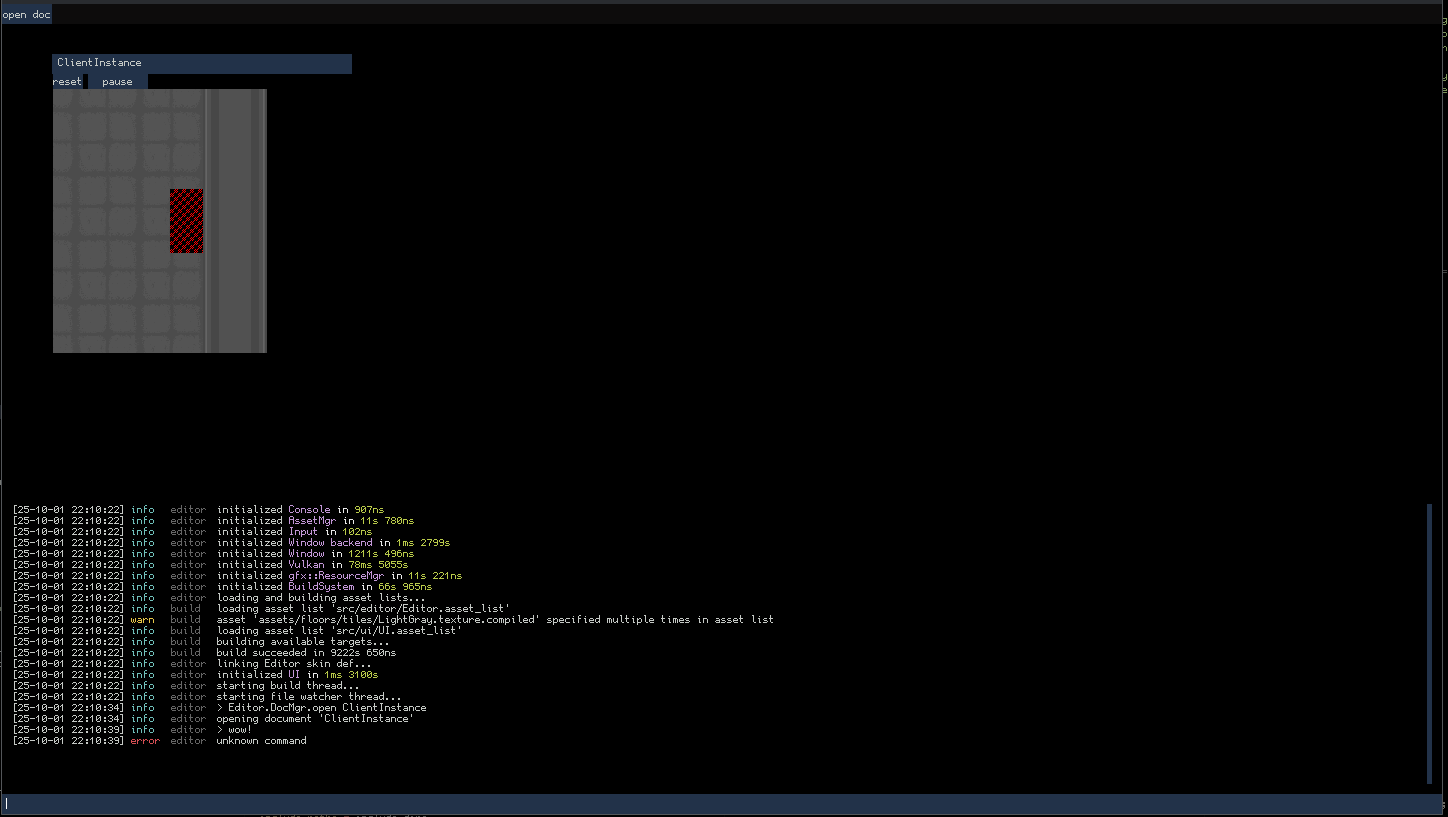 open doc
ClientInstance
reset pause
[25-10-01 22:10:22] info editor initialized Console in 907ns
[25-10-01 22:10:22] info editor initialized AssetMgr in 11s 780ns
[25-10-01 22:10:22] info editor initialized Input in 102ns
[25-10-01 22:10:22] info editor initialized Window backend in 1ms 2799s
[25-10-01 22:10:22] info editor initialized Window in 1211s 496ns
[25-10-01 22:10:22] info editor initialized Vulkan in 78ms 5055s
[25-10-01 22:10:22] info editor initialized gfx::ResourceMgr in 11s 221ns
[25-10-01 22:10:22] info editor initialized BuildSystem in 66s 965ns
[25-10-01 22:10:22] info editor loading and building asset lists...
[25-10-01 22:10:22] info build loading asset list 'src/editor/Editor.asset_list'
[25-10-01 22:10:22] warn build asset 'assets/floors/tiles/LightGray.texture.compiled' specified multiple times in asset list
[25-10-01 22:10:22] info build loading asset list 'src/ui/UI.asset_list'
[25-10-01 22:10:22] info build building available targets...
[25-10-01 22:10:22] info build build succeeded in 9222s 650ns
[25-10-01 22:10:22] info editor linking Editor skin def...
[25-10-01 22:10:22] info editor initialized UI in 1ms 3100s
[25-10-01 22:10:22] info editor starting build thread...
[25-10-01 22:10:22] info editor starting file watcher thread...
[25-10-01 22:10:34] info editor > Editor.DocMgr.open ClientInstance
[25-10-01 22:10:34] info editor opening document 'ClientInstance'
[25-10-01 22:10:39] info editor > wow!
[25-10-01 22:10:39] error editor unknown command